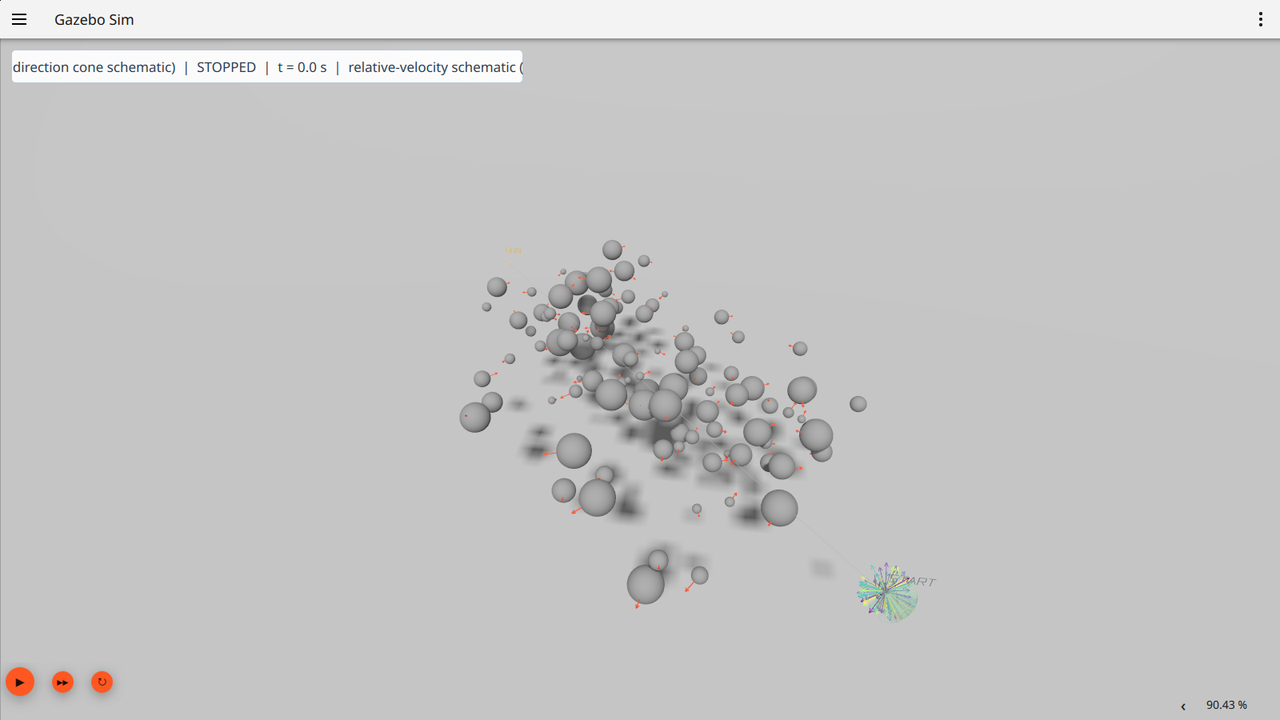 Gazebo Sim
direction cone schematic) | STOPPED | t = 0.0 s | relative-velocity schematic (
90.43 %